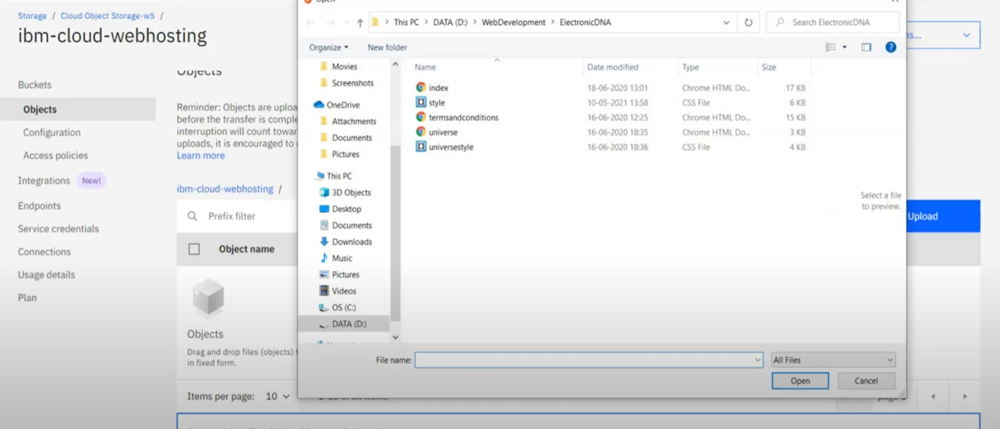 Storage / Cloud Object Storage-w5 /
ibm-cloud-webhosting
Buckets
Objects
Configuration
Access policies
Integrations New!
Endpoints
Service credentials
Connections
Usage details
Plan
Objects
Reminder: Objects are uploa
before the transfer is comple
interruption will count towar
uploads, it is encouraged to
Learn more
ibm-cloud-webhosting /
Prefix filter
Object name
Objects
Drag and drop files (objects) t
in fixed form.
Items per page: 10
Open
This PC > DATA (D:) > WebDevelopment > ElectronicDNA
Search ElectronicDNA
Organize New folder
Movies
Screenshots
OneDrive
Attachments
Documents
Pictures
This PC
3D Objects
Desktop
Documents
Downloads
Music
Pictures
Videos
OS (C:)
DATA (D:)
Name Date modified Type Size
index 18-06-2020 13:01 Chrome HTML Do... 17 KB
style 10-05-2021 13:58 CSS File 6 KB
termsandconditions 16-06-2020 12:25 Chrome HTML Do... 15 KB
universe 16-06-2020 18:35 Chrome HTML Do... 3 KB
universestyle 16-06-2020 18:36 CSS File 4 KB
Select a file
to preview.
File name: All Files
Open Cancel
Upload